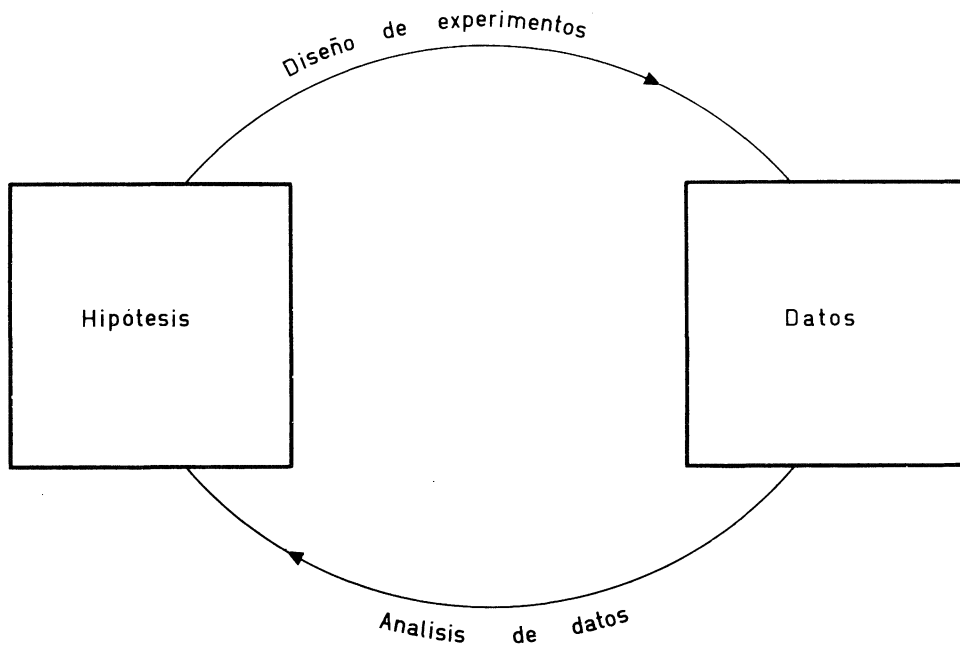 Diseño de experimentos
Hipótesis
Datos
Analisis de datos